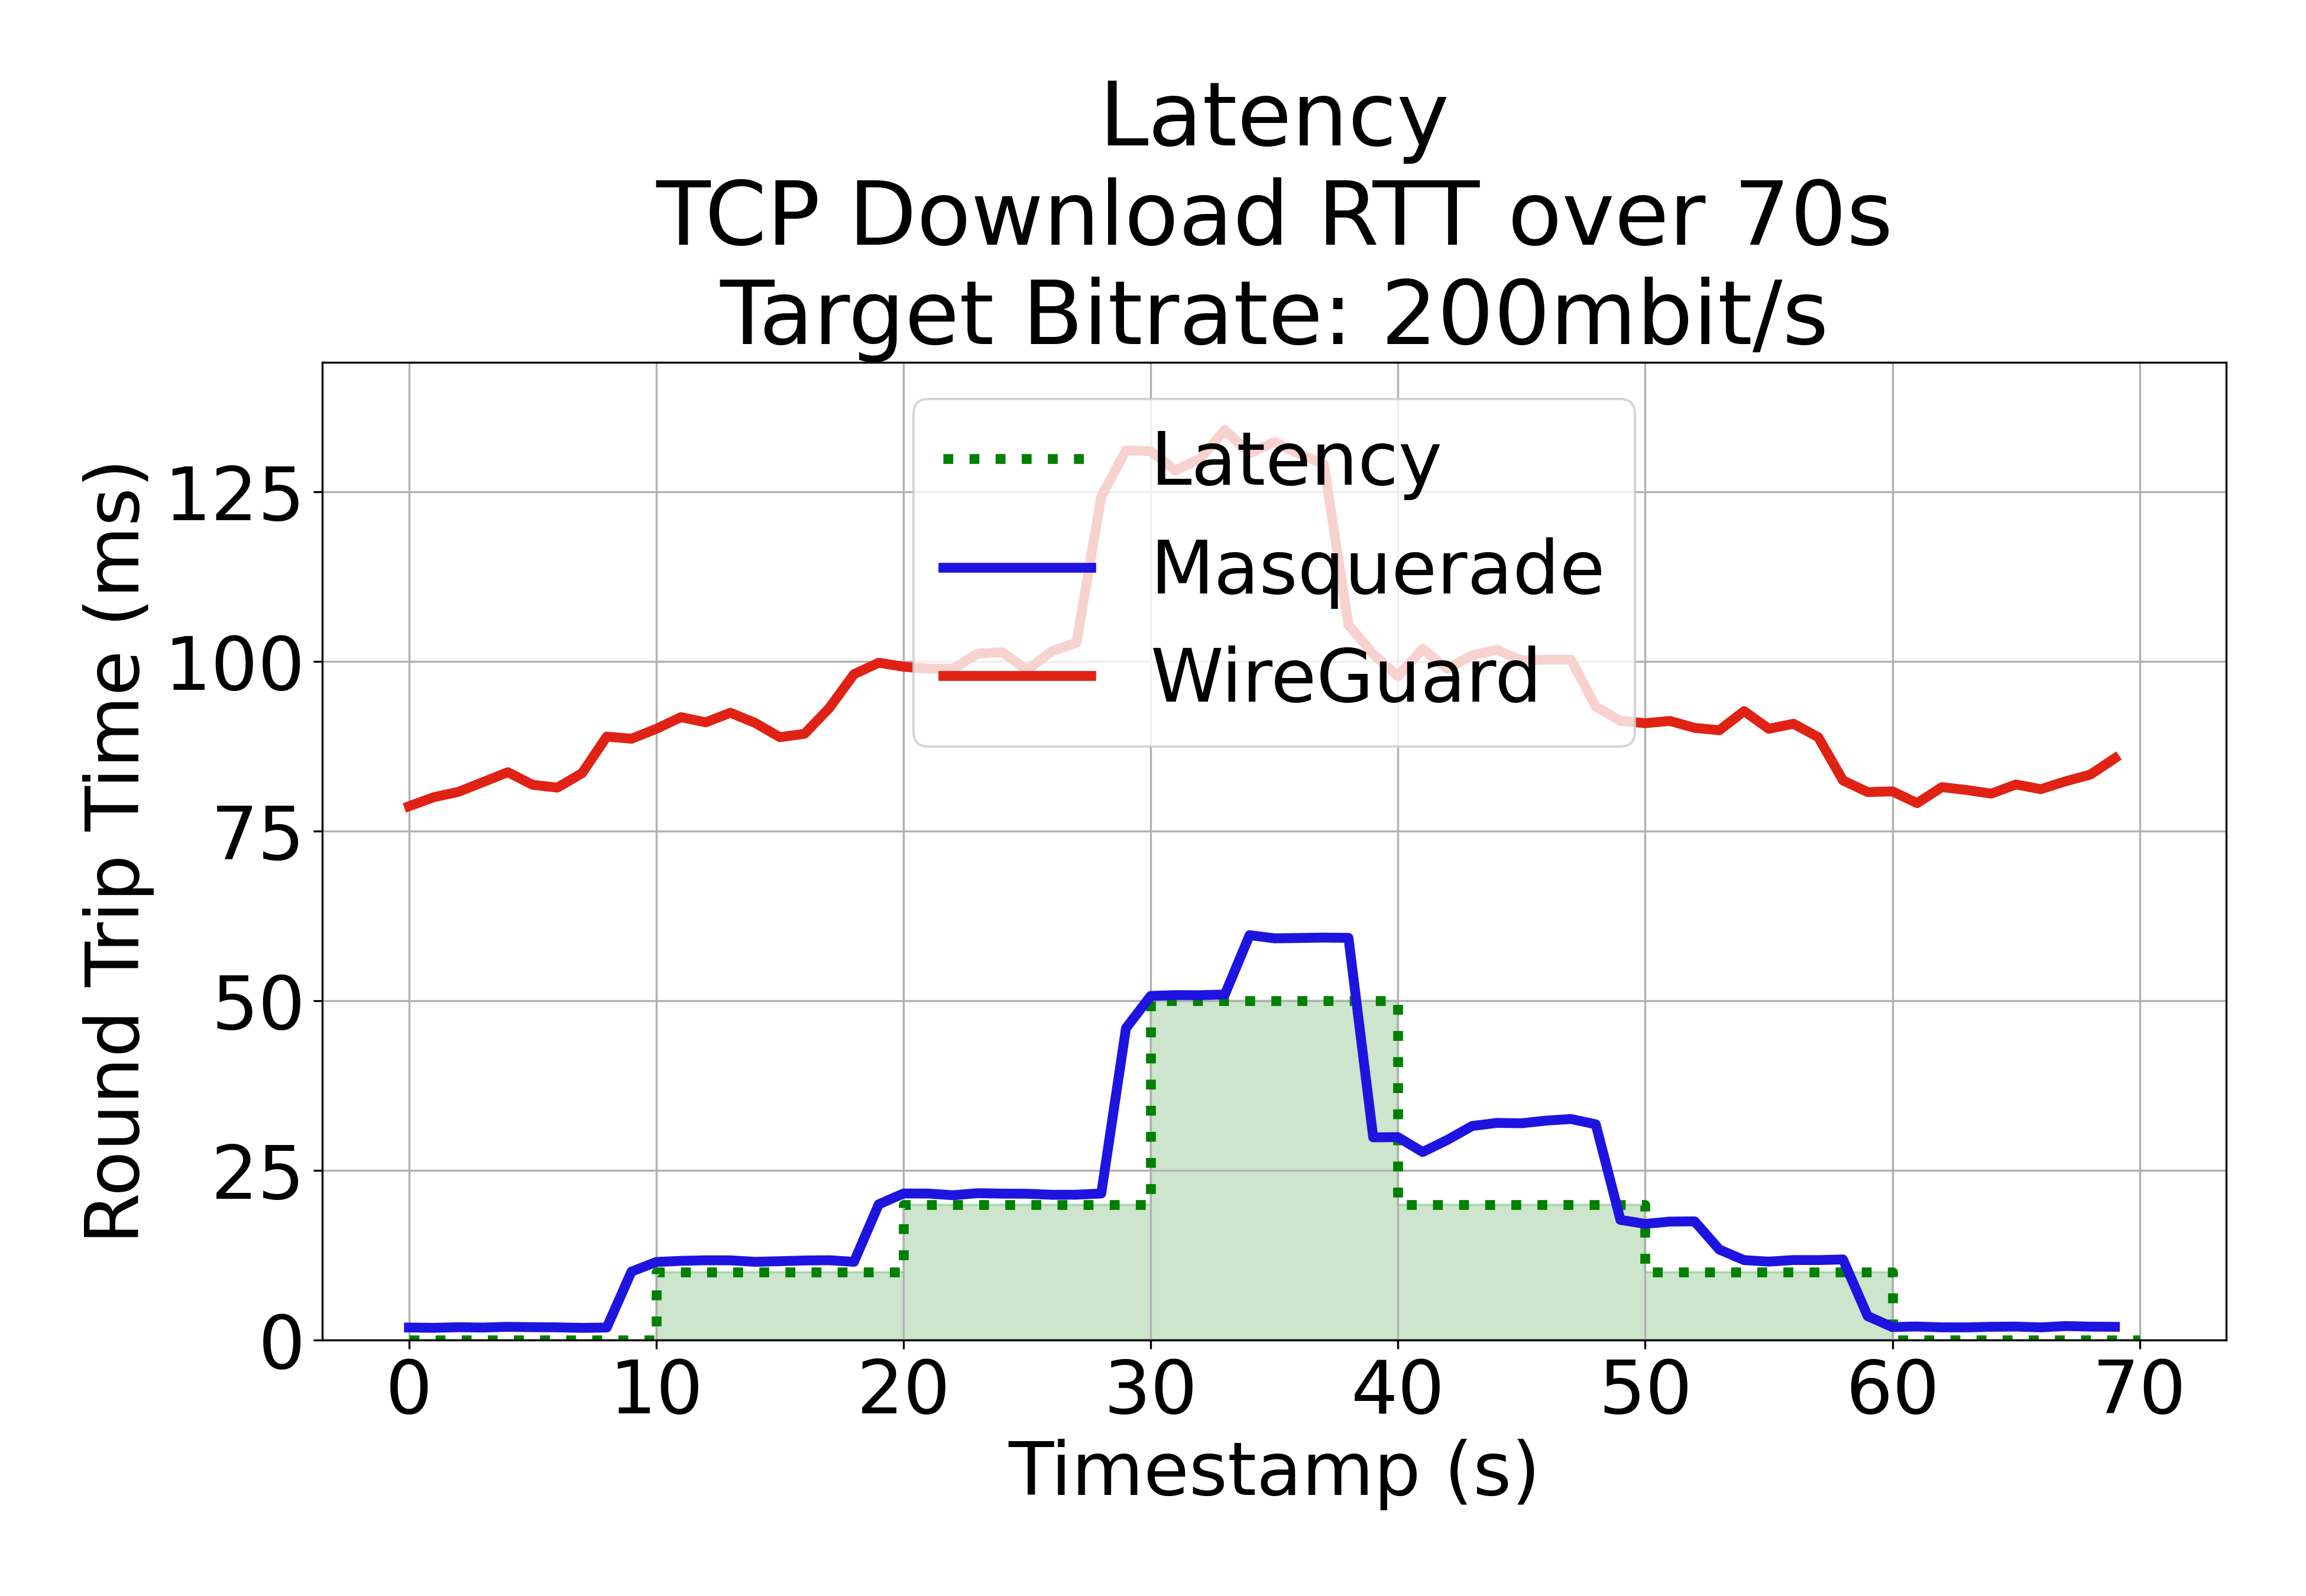 Latency
TCP Download RTT over 70s
Target Bitrate: 200mbit/s
Round Trip Time (ms)
125
100
75
50
25
0
Latency
Masquerade
WireGuard
0 10 20 30 40 50 60 70
Timestamp (s)